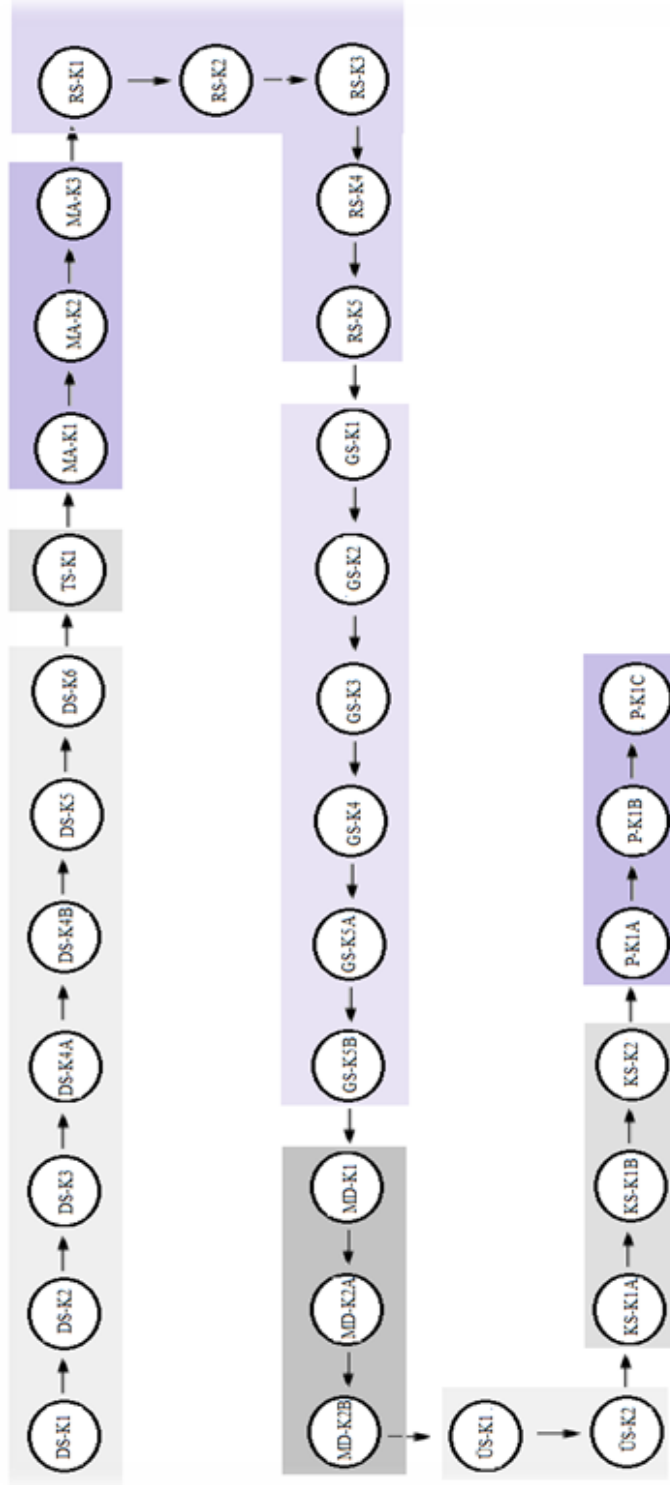 DS-K1
DS-K2
DS-K3
DS-K4A
DS-K4B
DS-K5
DS-K6
TS-K1
MA-K1
MA-K2
MA-K3
RS-K1
RS-K2
RS-K3
RS-K4
RS-K5
GS-K1
GS-K2
GS-K3
GS-K4
GS-K5A
GS-K5B
MD-K1
MD-K2A
MD-K2B
ÜS-K1
ÜS-K2
KS-K1A
KS-K1B
KS-K2
P-K1A
P-K1B
P-K1C